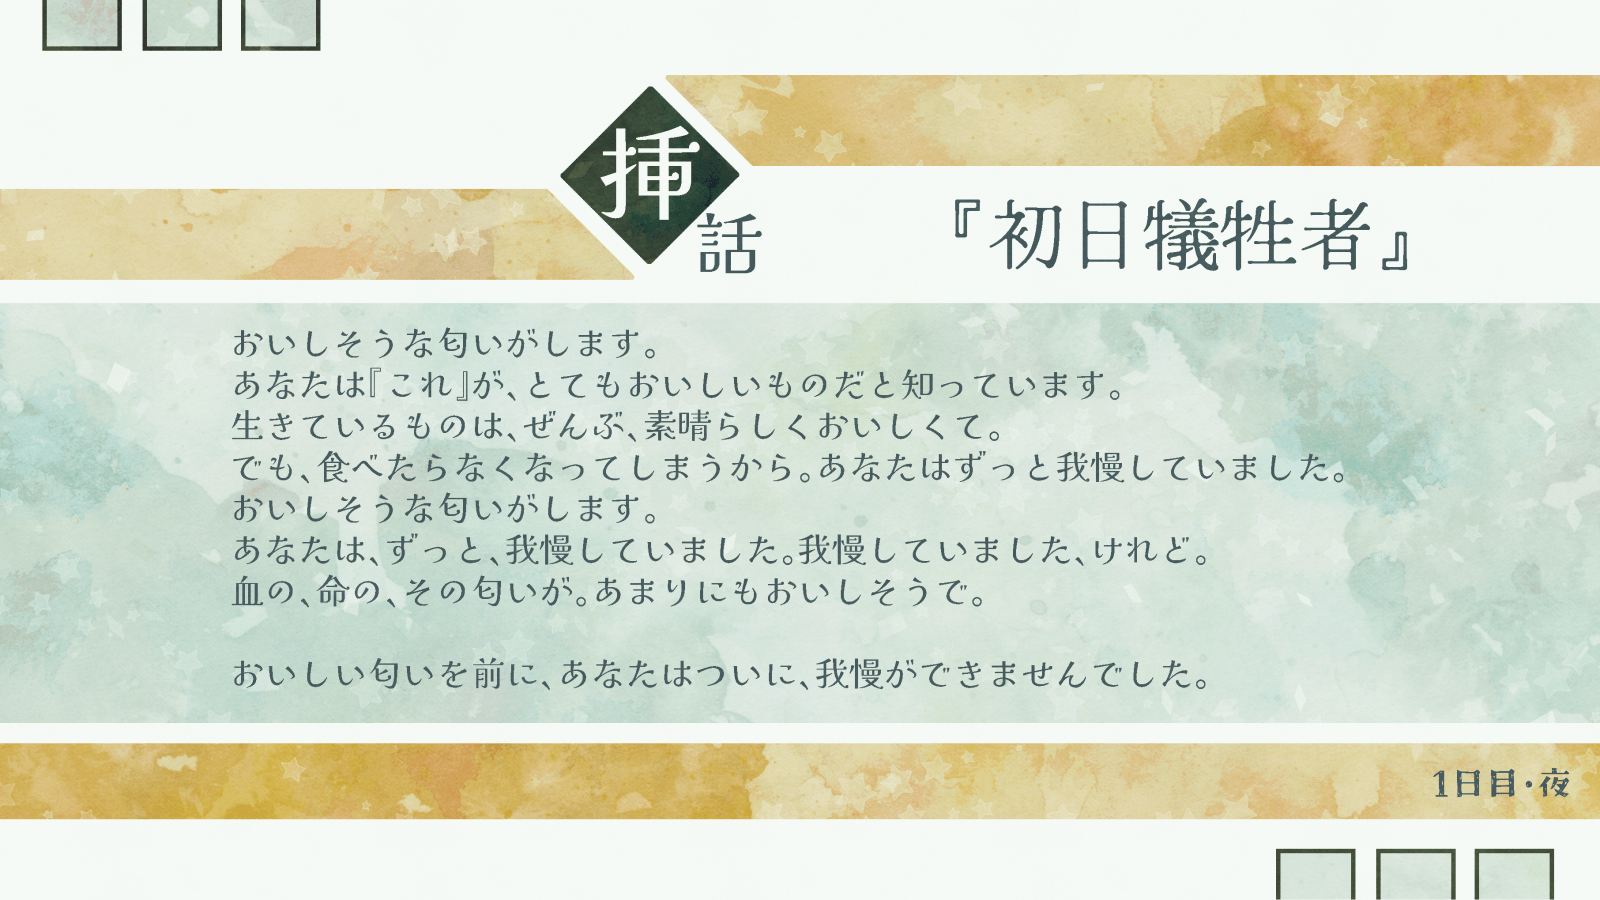 挿話
『初日犠牲者』
おいしそうな匂いがします。
あなたは『これ』が、とてもおいしいものだと知っています。
生きているものは、ぜんぶ、素晴らしくおいしくて。
でも、食べたらなくなってしまうから。あなたはずっと我慢していました。
おいしそうな匂いがします。
あなたは、ずっと、我慢していました。我慢していました、けれど。
血の、命の、その匂いが。あまりにもおいしそうで。
おいしい匂いを前に、あなたはついに、我慢ができませんでした。
1日目・夜